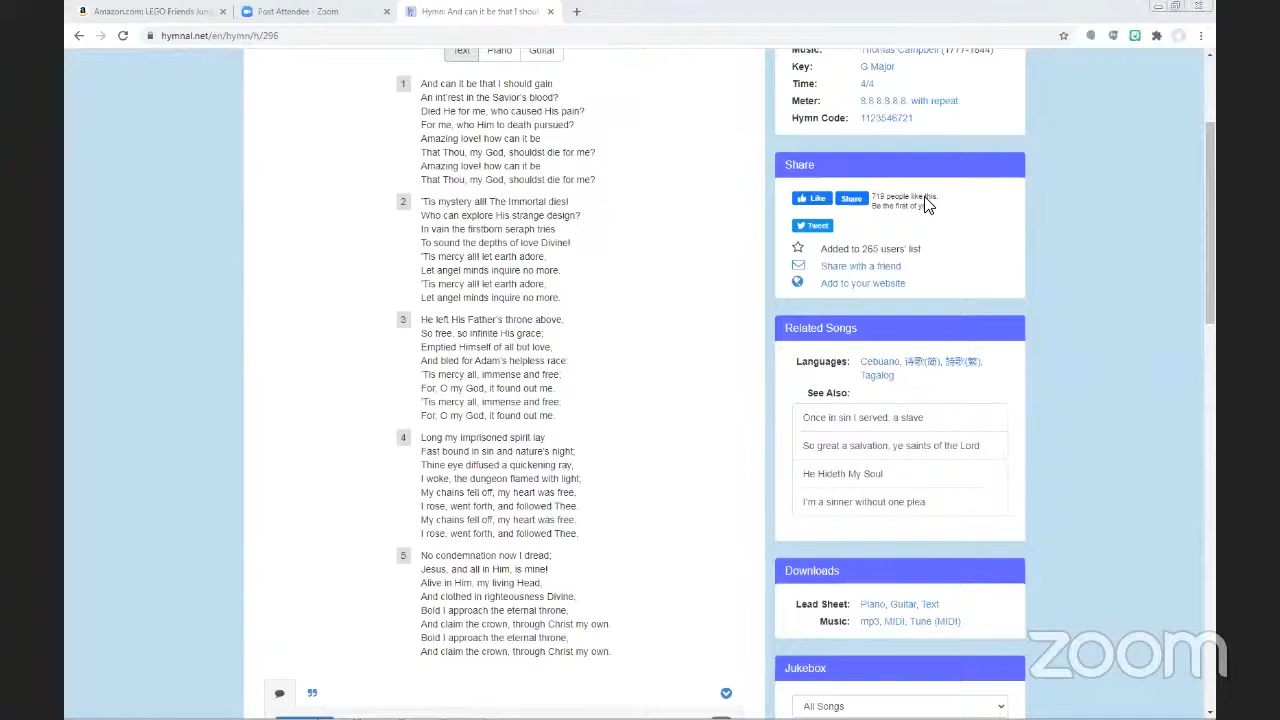 Amazon.com: LEGO Friends Jung
Post Attendee - Zoom
Hymn: And can it be that I shoul
hymnal.net/en/hymn/h/296
Text Piano Guitar
1 And can it be that I should gain
An int'rest in the Savior's blood?
Died He for me, who caused His pain?
For me, who Him to death pursued?
Amazing love! how can it be
That Thou, my God, shouldst die for me?
Amazing love! how can it be
That Thou, my God, shouldst die for me?
2 'Tis mystery all! The Immortal dies!
Who can explore His strange design?
In vain the firstborn seraph tries
To sound the depths of love Divine!
'Tis mercy all! let earth adore,
Let angel minds inquire no more.
'Tis mercy all! let earth adore,
Let angel minds inquire no more.
3 He left His Father's throne above,
So free, so infinite His grace;
Emptied Himself of all but love,
And bled for Adam's helpless race:
'Tis mercy all, immense and free;
For, O my God, it found out me.
'Tis mercy all, immense and free;
For, O my God, it found out me.
4 Long my imprisoned spirit lay
Fast bound in sin and nature's night;
Thine eye diffused a quickening ray,
I woke, the dungeon flamed with light;
My chains fell off, my heart was free,
I rose, went forth, and followed Thee.
My chains fell off, my heart was free,
I rose, went forth, and followed Thee.
5 No condemnation now I dread;
Jesus, and all in Him, is mine!
Alive in Him, my living Head,
And clothed in righteousness Divine,
Bold I approach the eternal throne,
And claim the crown, through Christ my own.
Bold I approach the eternal throne,
And claim the crown, through Christ my own.
Music: Thomas Campbell (1777-1844)
Key: G Major
Time: 4/4
Meter: 8.8.8.8.8.8. with repeat.
Hymn Code: 1123546721
Share
Like Share 719 people like this.
Be the first of
Tweet
Added to 265 users' list
Share with a friend
Add to your website
Related Songs
Languages: Cebuano, 诗歌(简), 詩歌(繁),
Tagalog
See Also:
Once in sin I served, a slave
So great a salvation, ye saints of the Lord
He Hideth My Soul
I'm a sinner without one plea
Downloads
Lead Sheet: Piano, Guitar, Text
Music: mp3, MIDI, Tune (MIDI)
Jukebox
All Songs
zoom